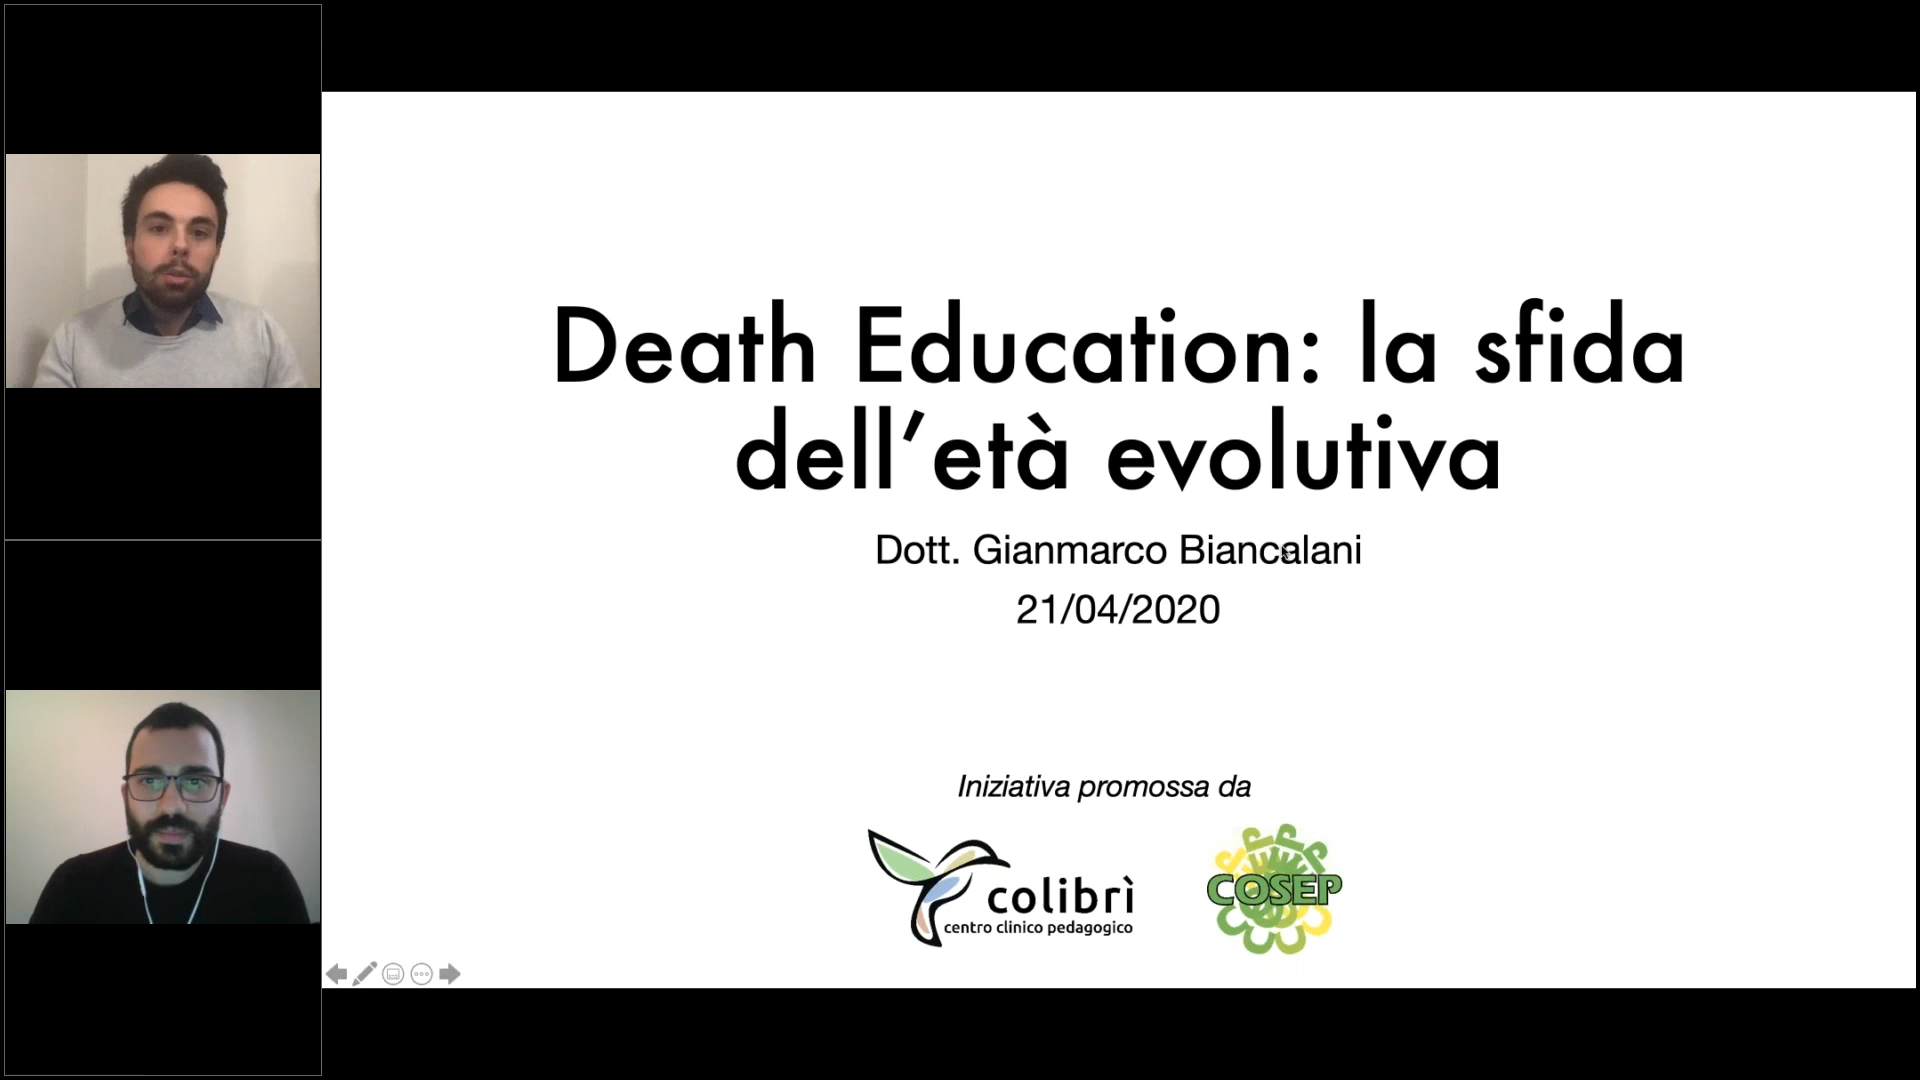 Death Education: la sfida
dell’età evolutiva
Dott. Gianmarco Biancalani
21/04/2020
Iniziativa promossa da
colibrì
centro clinico pedagogico
COSEP